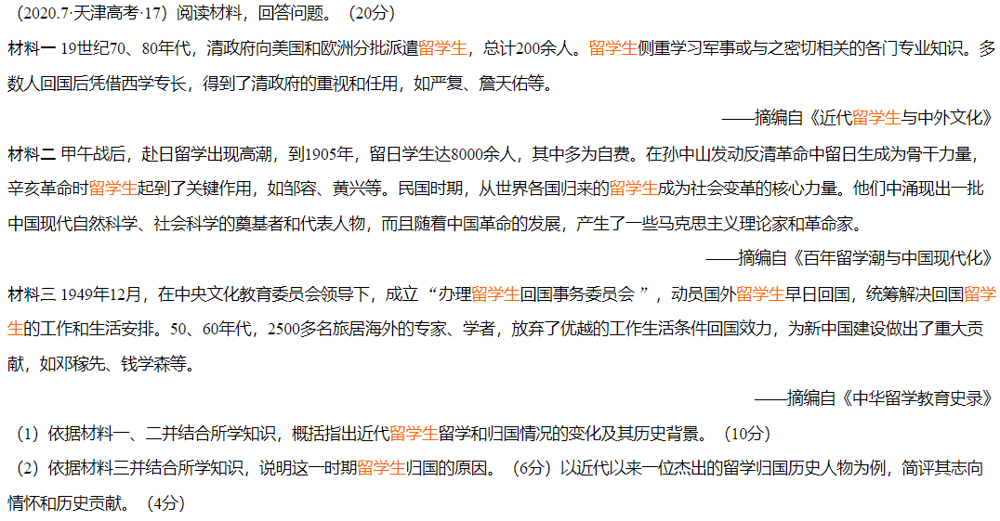 （2020.7·天津高考·17）阅读材料，回答问题。（20分）
材料一 19世纪70、80年代，清政府向美国和欧洲分批派遣留学生，总计200余人。留学生侧重学习军事或与之密切相关的各门专业知识。多
数人回国后凭借西学专长，得到了清政府的重视和任用，如严复、詹天佑等。
——摘编自《近代留学生与中外文化》
材料二 甲午战后，赴日留学出现高潮，到1905年，留日学生达8000余人，其中多为自费。在孙中山发动反清革命中留日生成为骨干力量，
辛亥革命时留学生起到了关键作用，如邹容、黄兴等。民国时期，从世界各国归来的留学生成为社会变革的核心力量。他们中涌现出一批
中国现代自然科学、社会科学的奠基者和代表人物，而且随着中国革命的发展，产生了一些马克思主义理论家和革命家。
——摘编自《百年留学潮与中国现代化》
材料三 1949年12月，在中央文化教育委员会领导下，成立 “办理留学生回国事务委员会 ”，动员国外留学生早日回国，统筹解决回国留学
生的工作和生活安排。50、60年代，2500多名旅居海外的专家、学者，放弃了优越的工作生活条件回国效力，为新中国建设做出了重大贡
献，如邓稼先、钱学森等。
——摘编自《中华留学教育史录》
（1）依据材料一、二并结合所学知识，概括指出近代留学生留学和归国情况的变化及其历史背景。（10分）
（2）依据材料三并结合所学知识，说明这一时期留学生归国的原因。（6分）以近代以来一位杰出的留学归国历史人物为例，简评其志向
情怀和历史贡献。（4分）